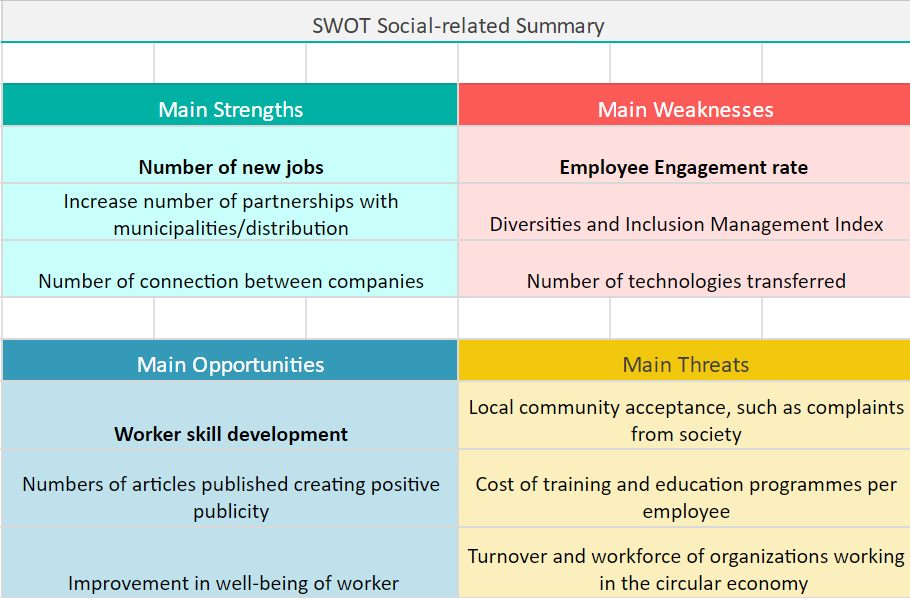 SWOT Social-related Summary
Main Strengths
Main Weaknesses
Number of new jobs
Employee Engagement rate
Increase number of partnerships with
municipalities/distribution
Diversities and Inclusion Management Index
Number of connection between companies
Number of technologies transferred
Main Opportunities
Main Threats
Worker skill development
Local community acceptance, such as complaints
from society
Numbers of articles published creating positive
publicity
Cost of training and education programmes per
employee
Improvement in well-being of worker
Turnover and workforce of organizations working
in the circular economy